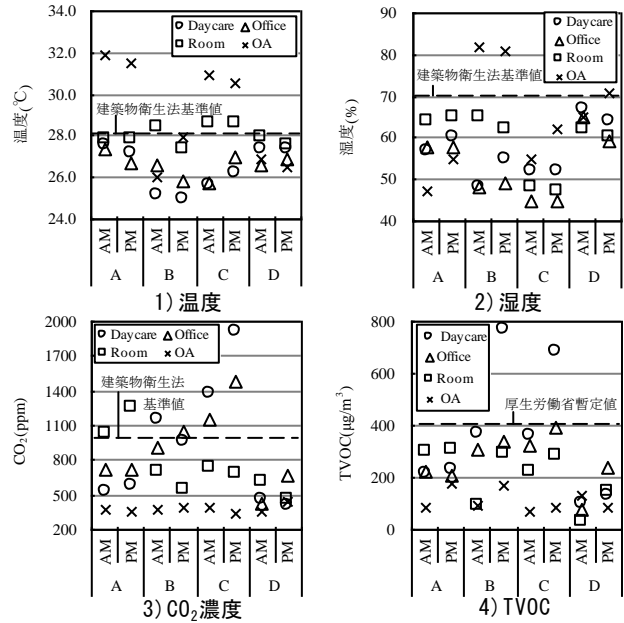 34.0
32.0
30.0
28.0
26.0
24.0
温度(℃)
Daycare Office
Room OA
建築物衛生法基準値
AM PM AM PM AM PM AM PM
A B C D
1)温度
90
80
70
60
50
40
湿度(%)
Daycare
Office
Room
OA
建築物衛生法基準値
AM PM AM PM AM PM AM PM
A B C D
2)湿度
2000
1700
1400
1100
800
500
200
CO₂(ppm)
Daycare Office
Room OA
建築物衛生法
基準値
AM PM AM PM AM PM AM PM
A B C D
3)CO₂濃度
800
600
400
200
0
TVOC(μg/m³)
Daycare
Office
Room
OA
厚生労働省暫定値
AM PM AM PM AM PM AM PM
A B C D
4)TVOC